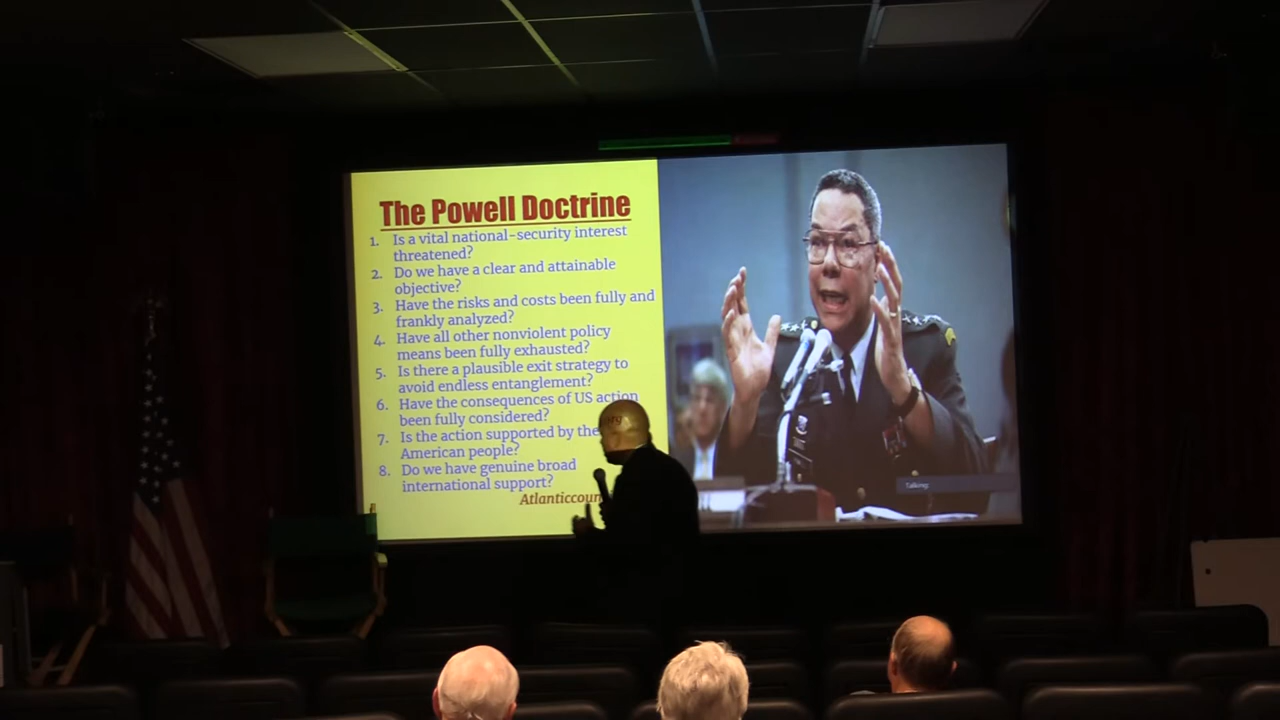 The Powell Doctrine
1. Is a vital national-security interest
threatened?
2. Do we have a clear and attainable
objective?
3. Have the risks and costs been fully and
frankly analyzed?
4. Have all other nonviolent policy
means been fully exhausted?
5. Is there a plausible exit strategy to
avoid endless entanglement?
6. Have the consequences of US action
been fully considered?
7. Is the action supported by the
American people?
8. Do we have genuine broad
international support?
Atlanticcoun
Talking: